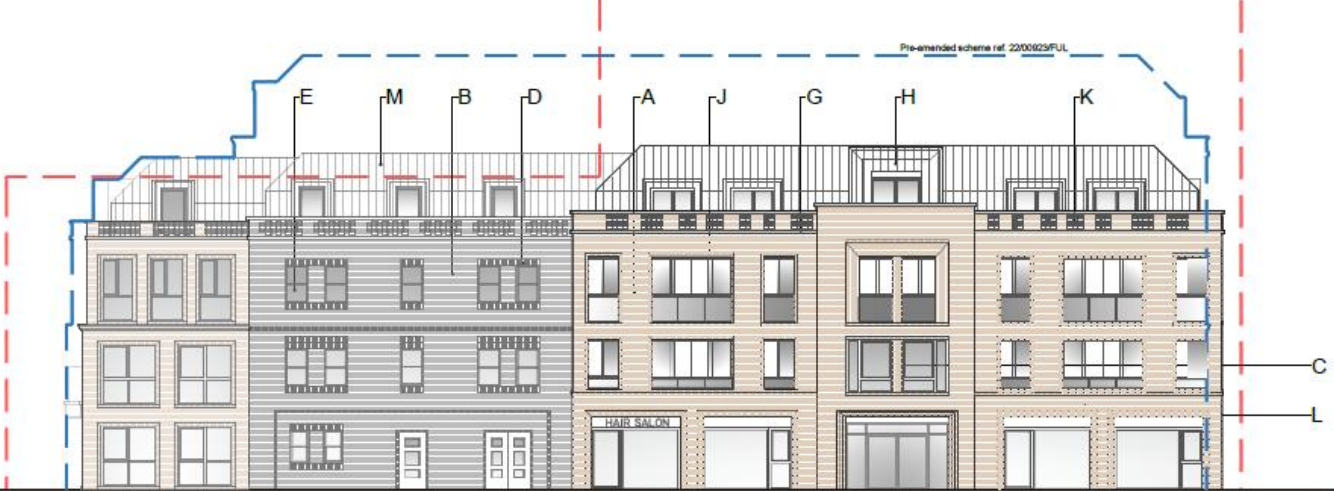 Pre-amended scheme ref. 22/00923/FUL
E M B D A J G H K
C
L
HAIR SALON